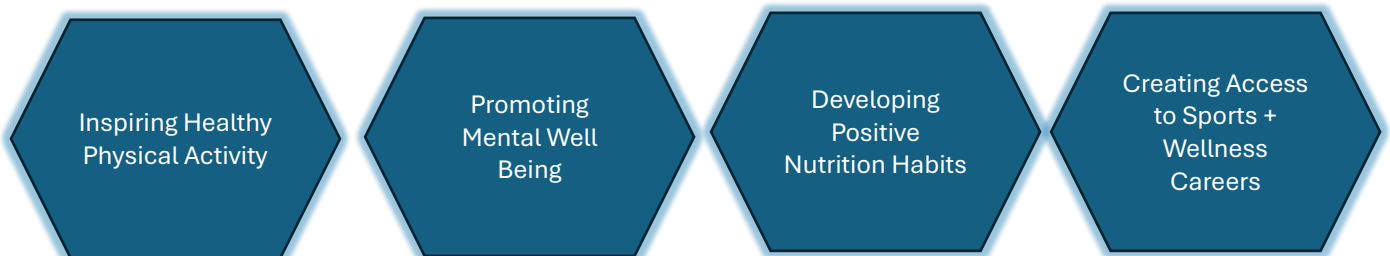 Inspiring Healthy
Physical Activity
Promoting
Mental Well
Being
Developing
Positive
Nutrition Habits
Creating Access
to Sports +
Wellness
Careers